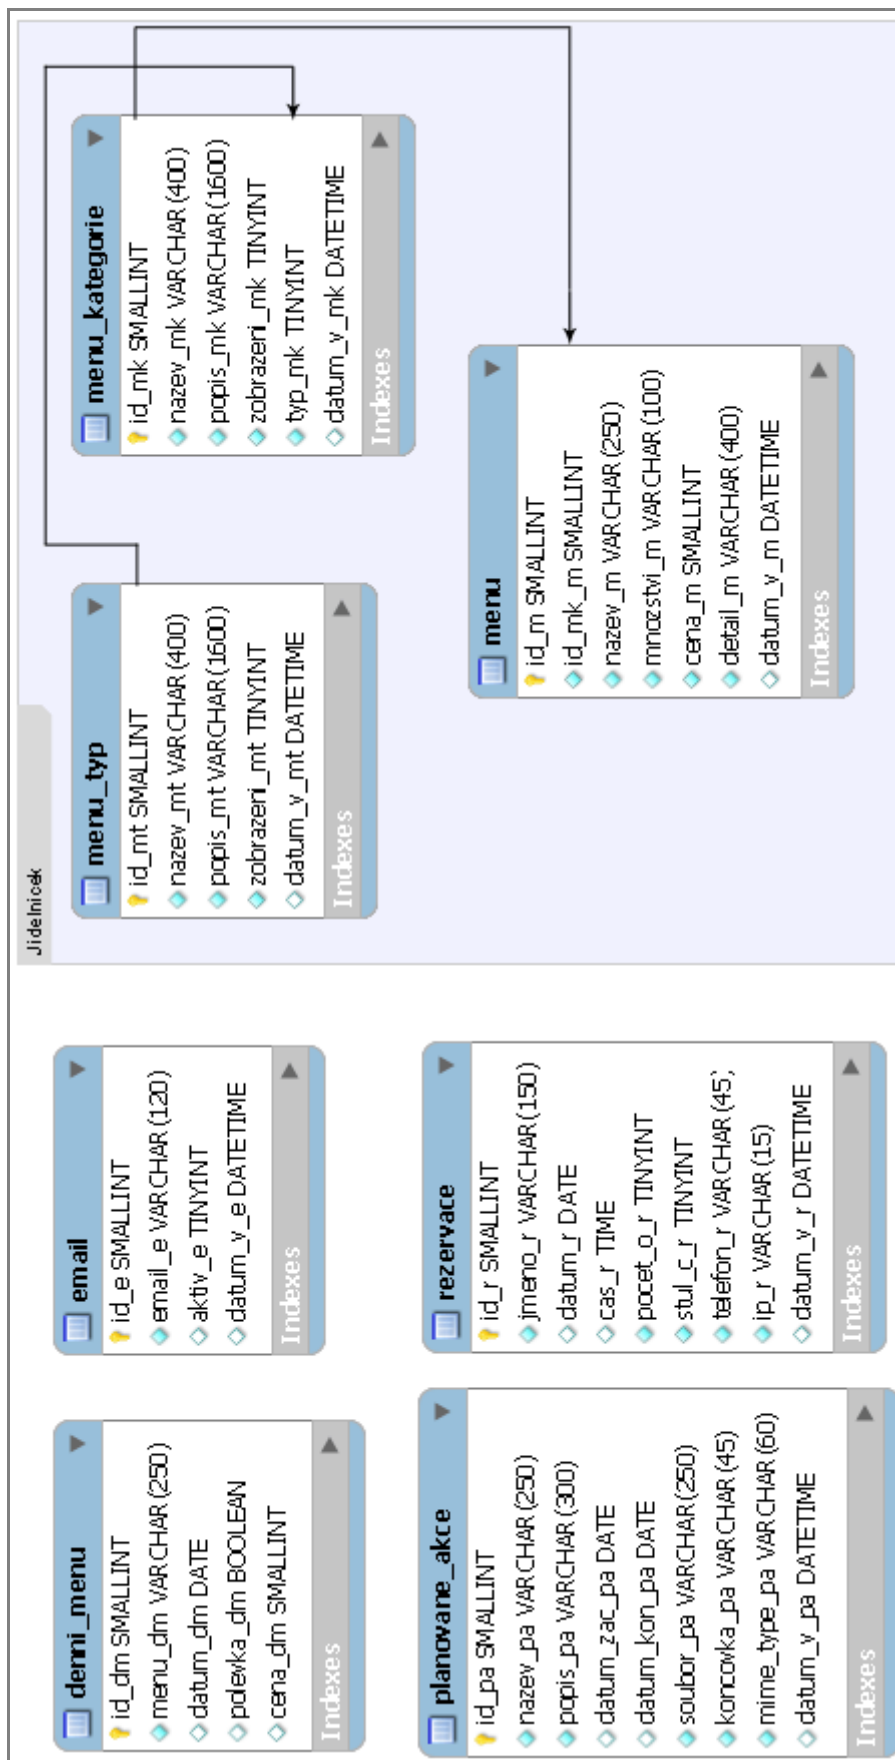 denni_menu
id_dm SMALLINT
menu_dm VARCHAR(250)
datum_dm DATE
polevka_dm BOOLEAN
cena_dm SMALLINT
Indexes
email
id_e SMALLINT
email_e VARCHAR(120)
aktiv_e TINYINT
datum_v_e DATETIME
Indexes
planovane_akce
id_pa SMALLINT
nazev_pa VARCHAR(250)
popis_pa VARCHAR(300)
datum_zac_pa DATE
datum_kon_pa DATE
soubor_pa VARCHAR(250)
koncovka_pa VARCHAR(45)
mime_type_pa VARCHAR(60)
datum_v_pa DATETIME
Indexes
rezervace
id_r SMALLINT
jmeno_r VARCHAR(150)
datum_r DATE
cas_r TIME
pocet_o_r TINYINT
stul_c_r TINYINT
telefon_r VARCHAR(45)
ip_r VARCHAR(15)
datum_v_r DATETIME
Indexes
Jidelnicek
menu_typ
id_mt SMALLINT
nazev_mt VARCHAR(400)
popis_mt VARCHAR(1600)
zobrazeni_mt TINYINT
datum_v_mt DATETIME
Indexes
menu_kategorie
id_mk SMALLINT
nazev_mk VARCHAR(400)
popis_mk VARCHAR(1600)
zobrazeni_mk TINYINT
typ_mk TINYINT
datum_v_mk DATETIME
Indexes
menu
id_m SMALLINT
id_mk_m SMALLINT
nazev_m VARCHAR(250)
mnozstvi_m VARCHAR(100)
cena_m SMALLINT
detail_m VARCHAR(400)
datum_v_m DATETIME
Indexes